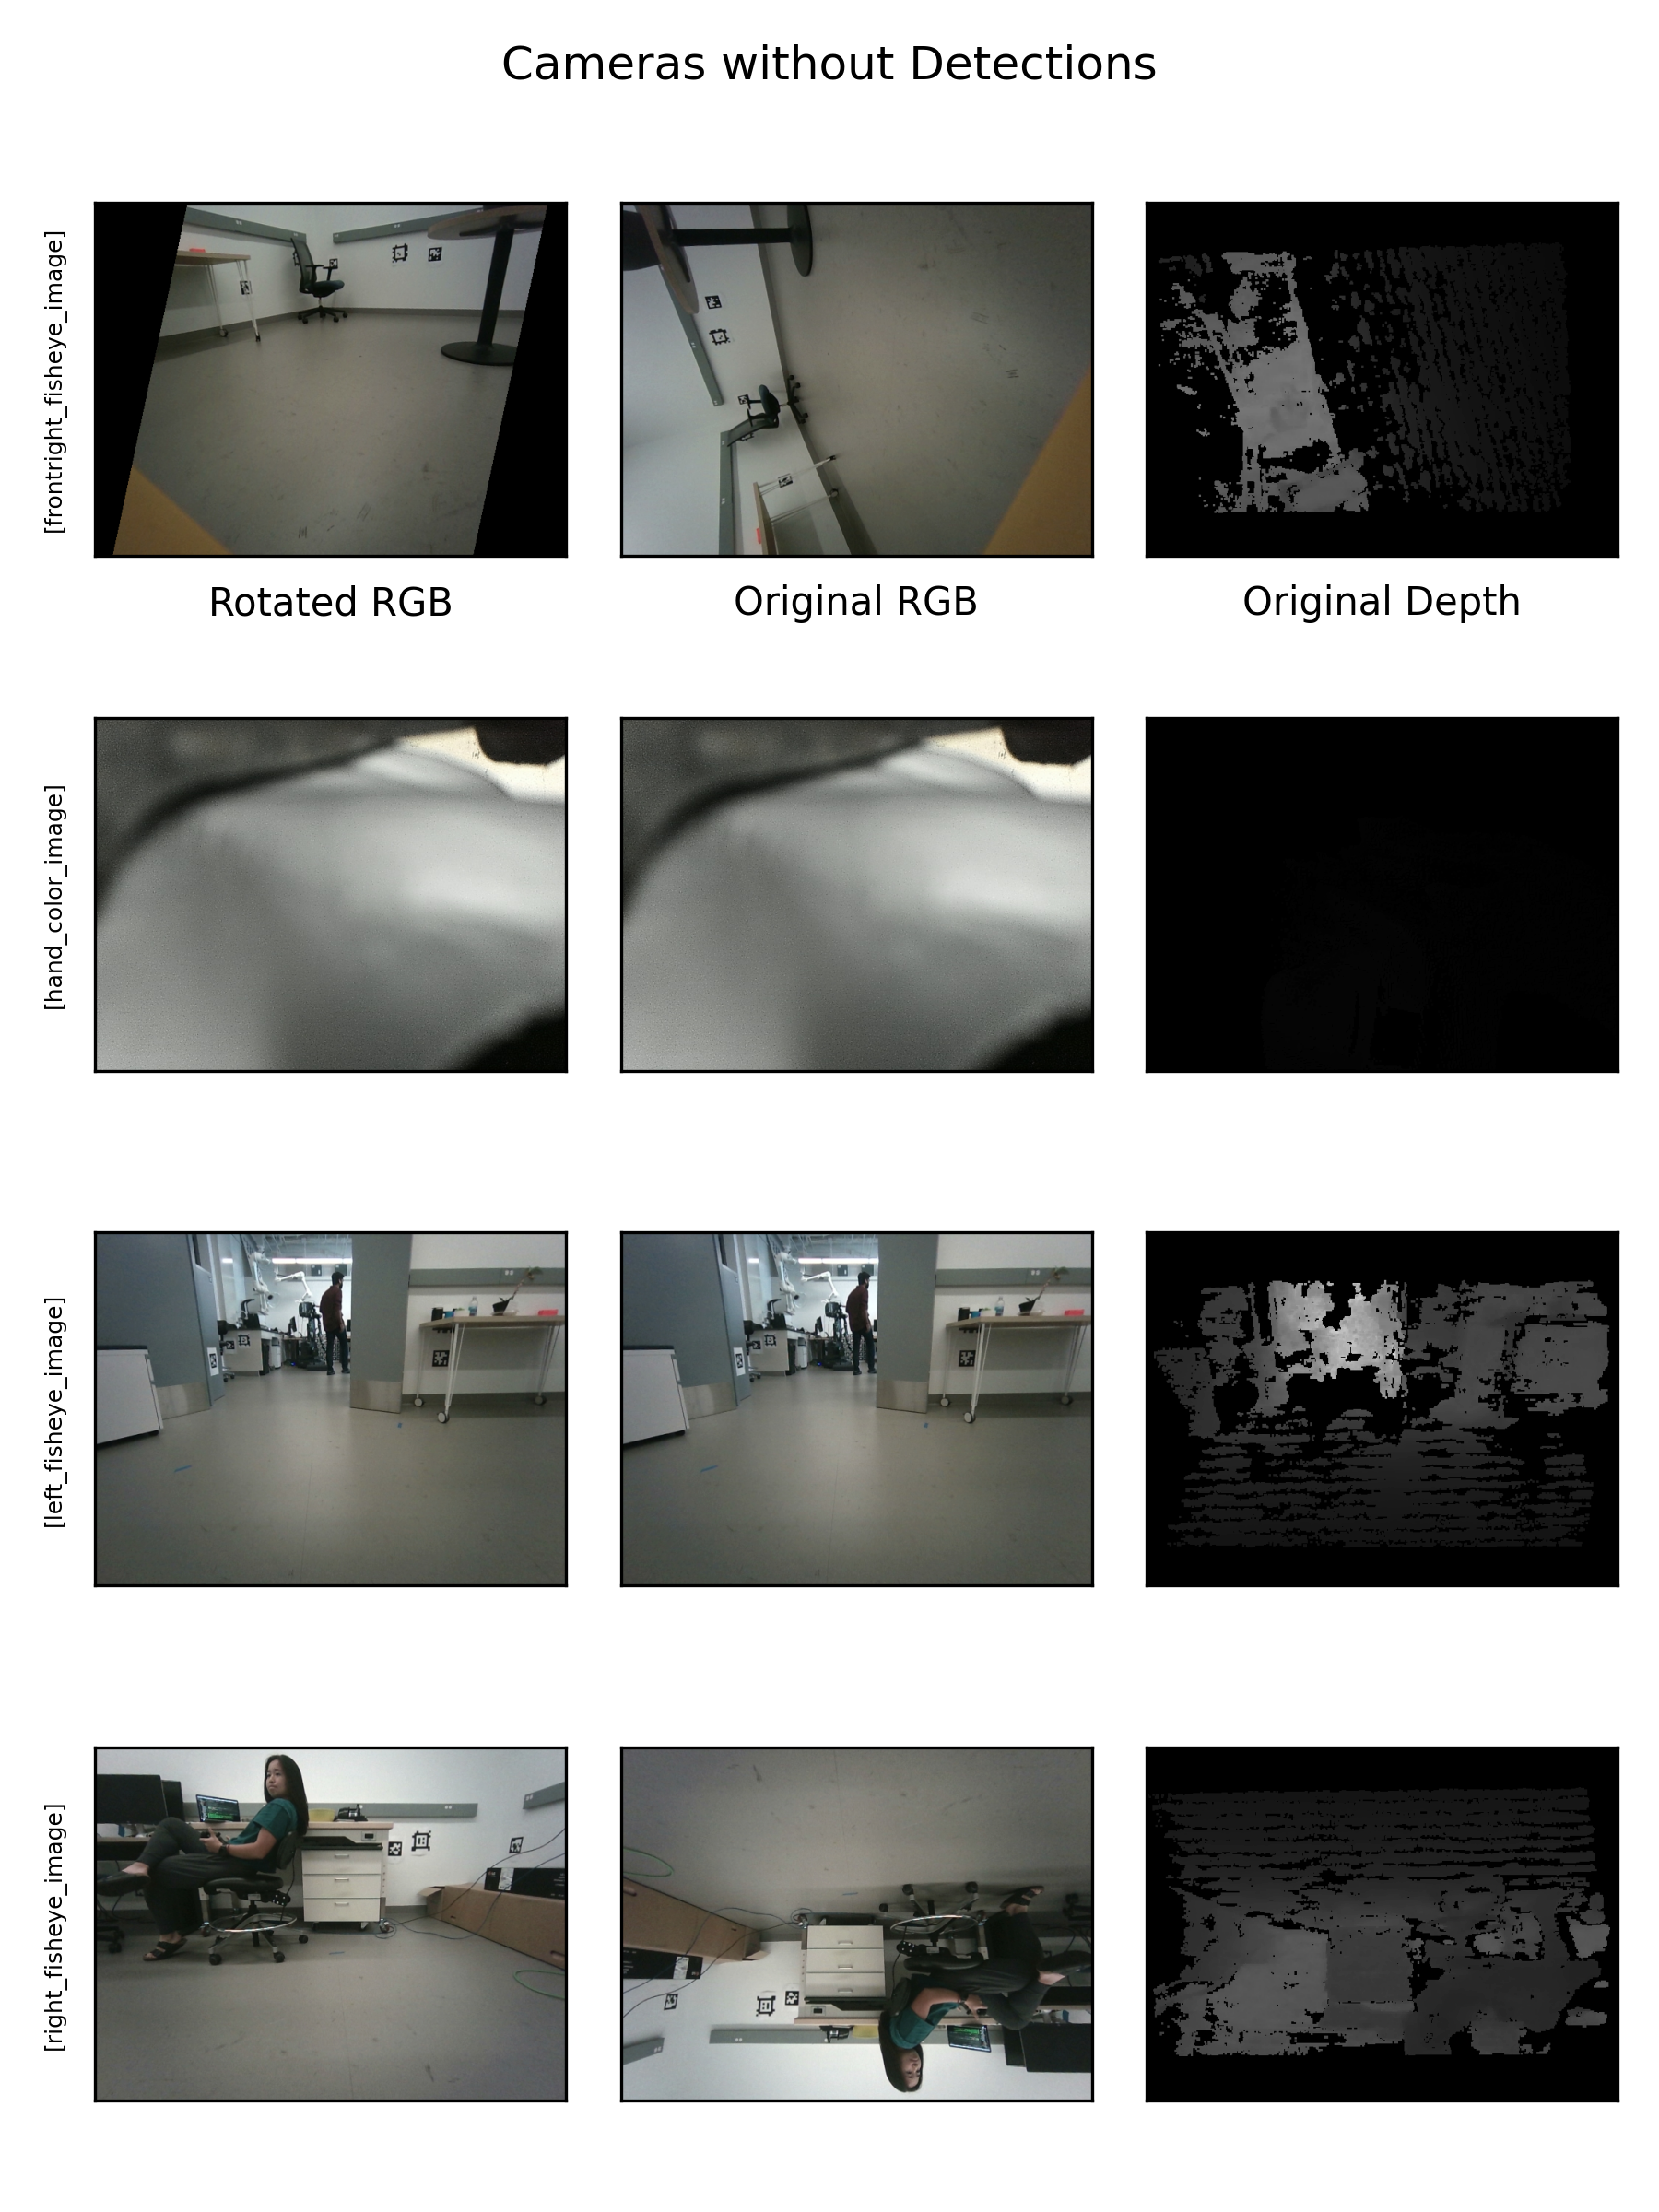 Cameras without Detections
[frontright_fisheye_image]
Rotated RGB
Original RGB
Original Depth
[hand_color_image]
[left_fisheye_image]
[right_fisheye_image]